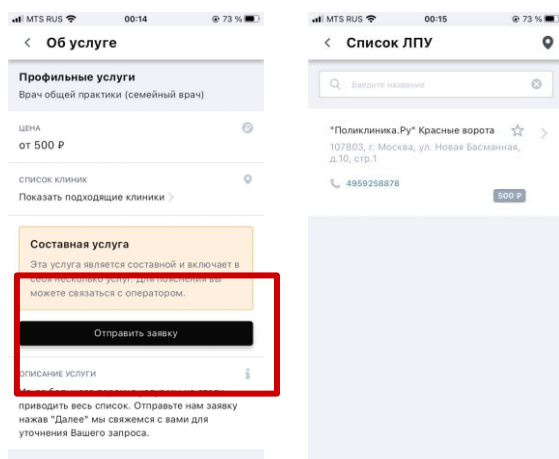 MTS RUS 00:14 73 %
Об услуге
Профильные услуги
Врач общей практики (семейный врач)
ЦЕНА
от 500 ₽
СПИСОК КЛИНИК
Показать подходящие клиники
Составная услуга
Эта услуга является составной и включает в
себя несколько услуг. Для пояснения вы
можете связаться с оператором.
Отправить заявку
ОПИСАНИЕ УСЛУГИ
приводить весь список. Отправьте нам заявку
нажав "Далее" мы свяжемся с вами для
уточнения Вашего запроса.
MTS RUS 00:15 73 %
Список ЛПУ
Введите название
"Поликлиника.Ру" Красные ворота
107803, г. Москва, ул. Новая Басманная,
д.10, стр.1
4959258878
500 ₽